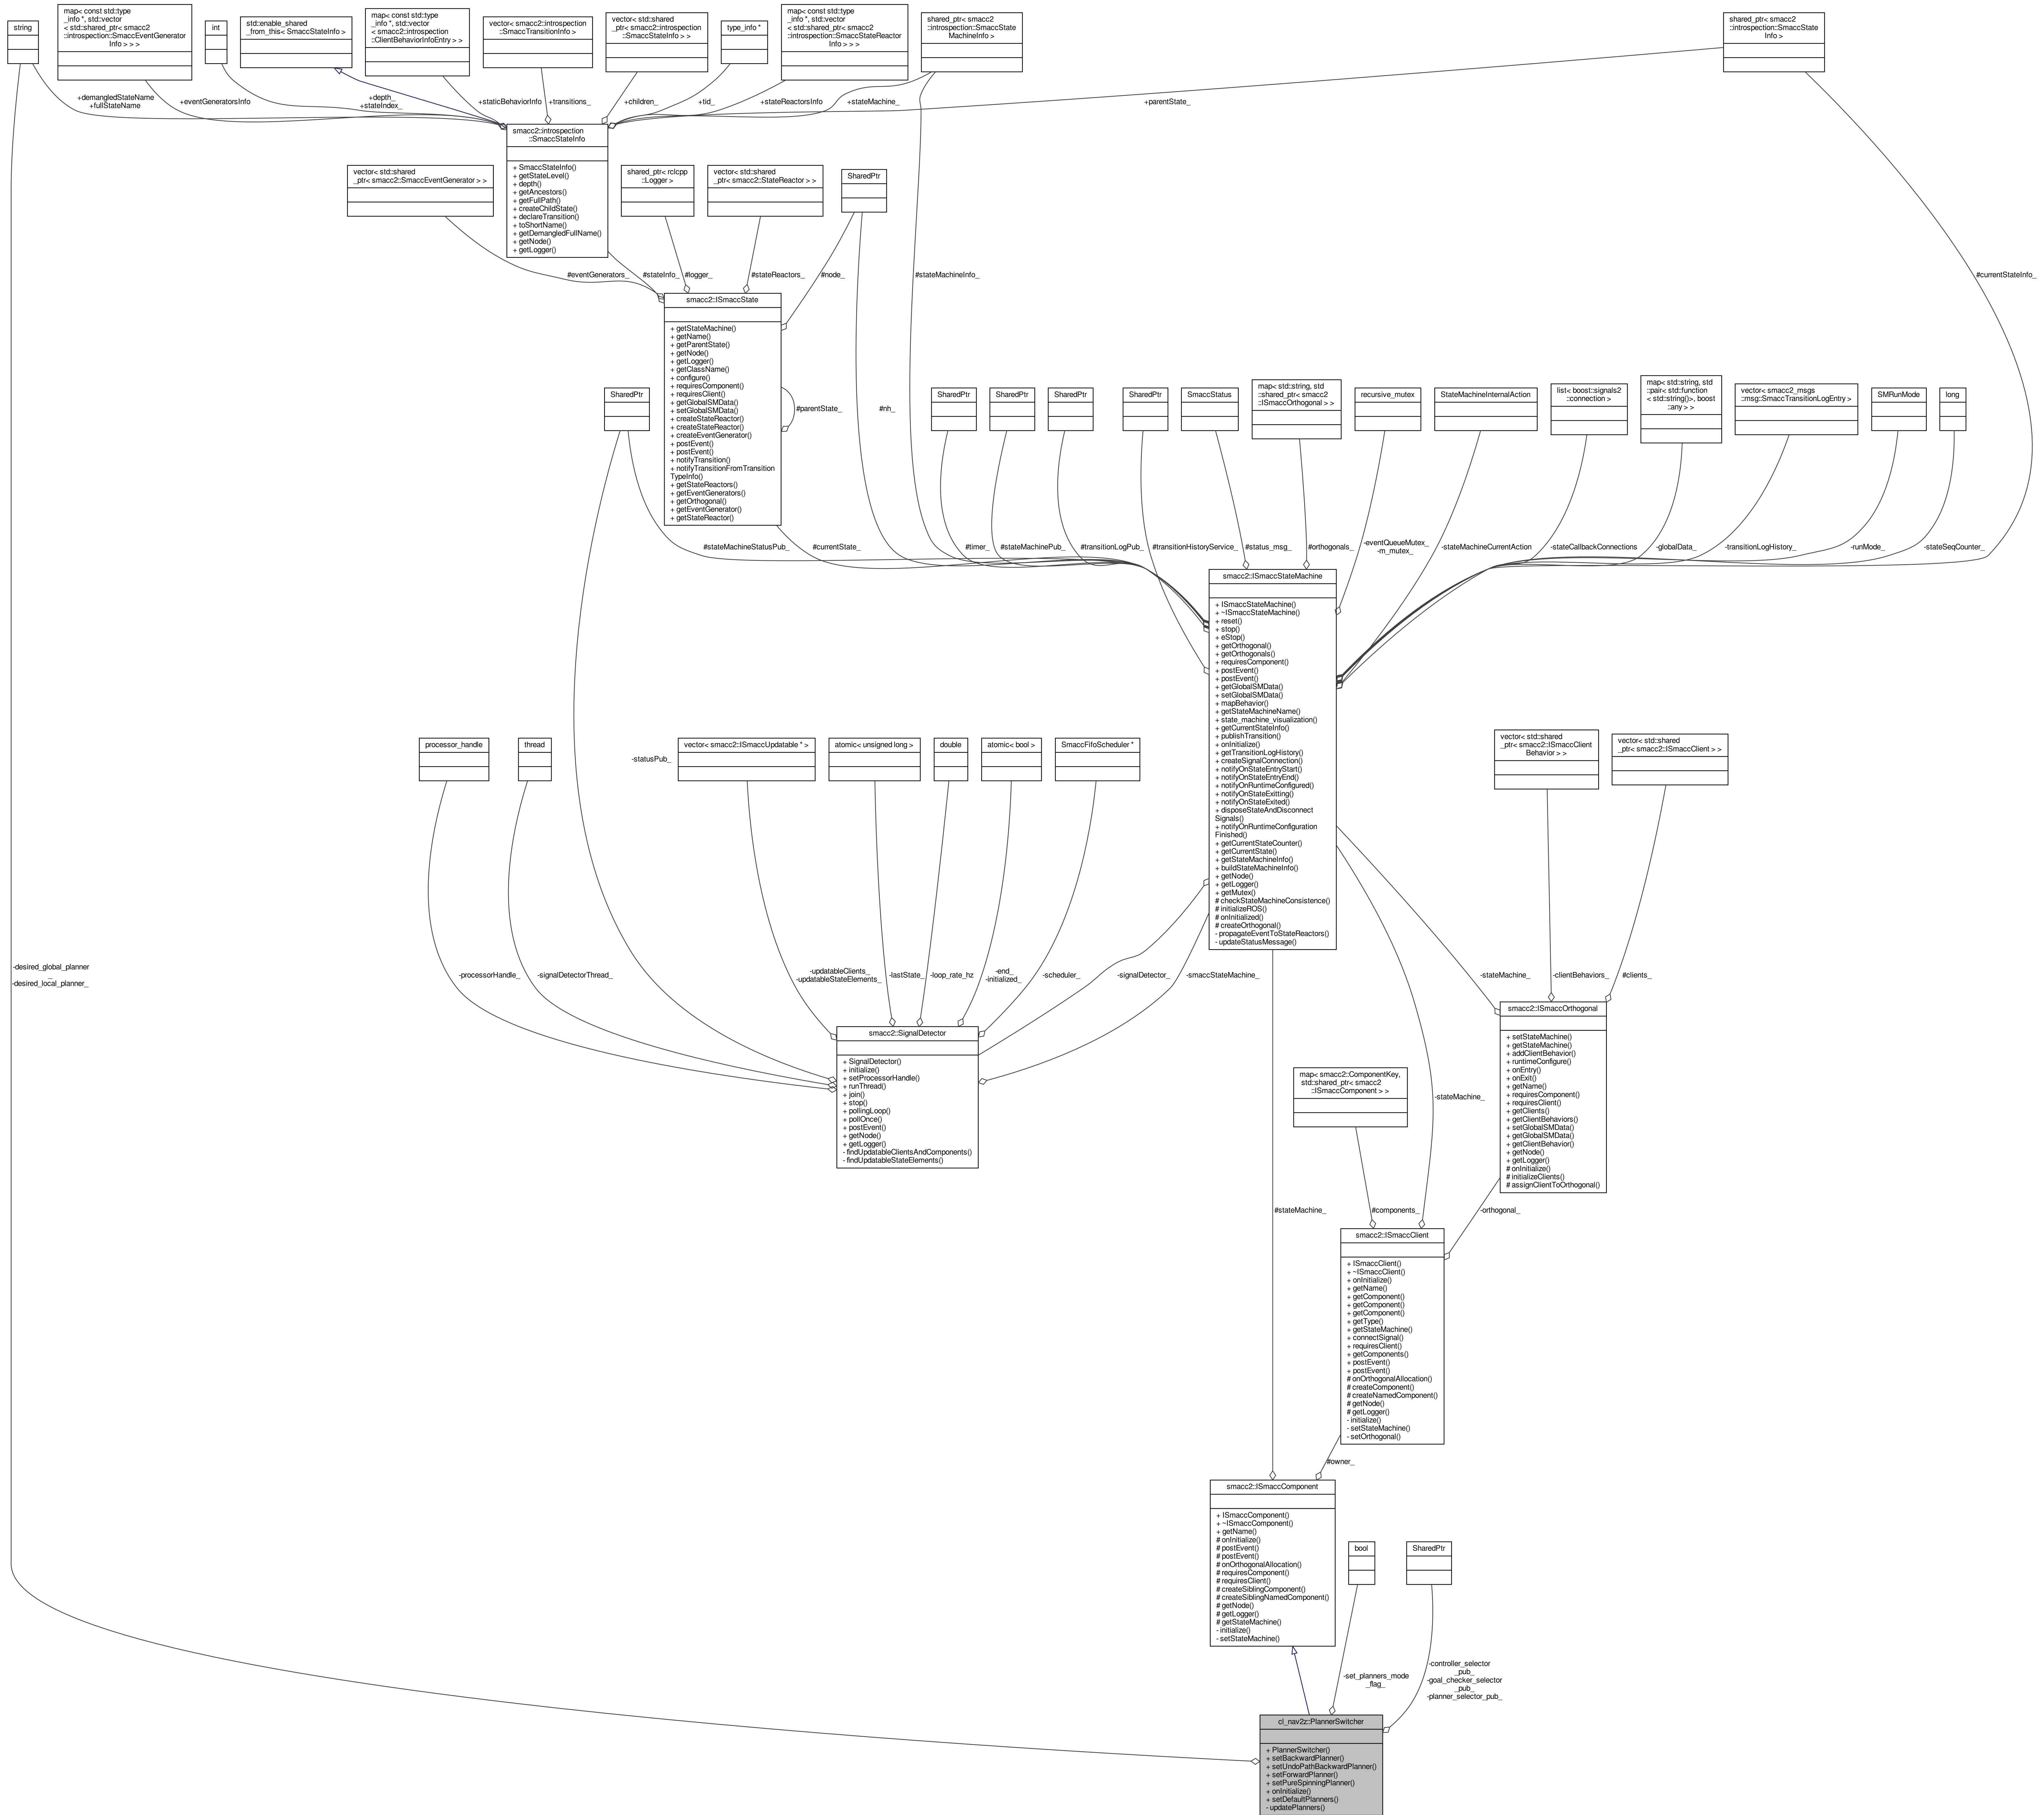 string
map< const std::type
_info *, std::vector
< std::shared_ptr< smacc2
::introspection::SmaccEventGenerator
Info > > >
int
std::enable_shared
_from_this< SmaccStateInfo >
map< const std::type
_info *, std::vector
< smacc2::introspection
::ClientBehaviorInfoEntry > >
vector< smacc2::introspection
::SmaccTransitionInfo >
vector< std::shared
_ptr< smacc2::introspection
::SmaccStateInfo > >
type_info *
map< const std::type
_info *, std::vector
< std::shared_ptr< smacc2
::introspection::SmaccStateReactor
Info > > >
shared_ptr< smacc2
::introspection::SmaccState
MachineInfo >
shared_ptr< smacc2
::introspection::SmaccState
Info >
+demangledStateName
+fullStateName
+eventGeneratorsInfo
+depth_
+stateIndex_
+staticBehaviorInfo
+transitions_
+children_
+tid_
+stateReactorsInfo
+stateMachine_
+parentState_
smacc2::introspection
::SmaccStateInfo
+ SmaccStateInfo()
+ getStateLevel()
+ depth()
+ getAncestors()
+ getFullPath()
+ createChildState()
+ declareTransition()
+ toShortName()
+ getDemangledFullName()
+ getNode()
+ getLogger()
vector< std::shared
_ptr< smacc2::SmaccEventGenerator > >
shared_ptr< rclcpp
::Logger >
vector< std::shared
_ptr< smacc2::StateReactor > >
SharedPtr
#eventGenerators_
#stateInfo_
#logger_
#stateReactors_
#node_
#stateMachineInfo_
#currentStateInfo_
smacc2::ISmaccState
+ getStateMachine()
+ getName()
+ getParentState()
+ getNode()
+ getLogger()
+ getClassName()
+ configure()
+ requiresComponent()
+ requiresClient()
+ getGlobalSMData()
+ setGlobalSMData()
+ createStateReactor()
+ createStateReactor()
+ createEventGenerator()
+ postEvent()
+ postEvent()
+ notifyTransition()
+ notifyTransitionFromTransition
TypeInfo()
+ getStateReactors()
+ getEventGenerators()
+ getOrthogonal()
+ getEventGenerator()
+ getStateReactor()
#parentState_
#nh_
SharedPtr
SharedPtr
SharedPtr
SharedPtr
SharedPtr
SmaccStatus
map< std::string, std
::shared_ptr< smacc2
::ISmaccOrthogonal > >
recursive_mutex
StateMachineInternalAction
list< boost::signals2
::connection >
map< std::string, std
::pair< std::function
< std::string()>, boost
::any > >
vector< smacc2_msgs
::msg::SmaccTransitionLogEntry >
SMRunMode
long
#stateMachineStatusPub_
#currentState_
#timer_
#stateMachinePub_
#transitionLogPub_
#transitionHistoryService_
#status_msg_
#orthogonals_
-eventQueueMutex_
-m_mutex_
-stateMachineCurrentAction
-stateCallbackConnections
-globalData_
-transitionLogHistory_
-runMode_
-stateSeqCounter_
smacc2::ISmaccStateMachine
+ ISmaccStateMachine()
+ ~ISmaccStateMachine()
+ reset()
+ stop()
+ eStop()
+ getOrthogonal()
+ getOrthogonals()
+ requiresComponent()
+ postEvent()
+ postEvent()
+ getGlobalSMData()
+ setGlobalSMData()
+ mapBehavior()
+ getStateMachineName()
+ state_machine_visualization()
+ getCurrentStateInfo()
+ publishTransition()
+ onInitialize()
+ getTransitionLogHistory()
+ createSignalConnection()
+ notifyOnStateEntryStart()
+ notifyOnStateEntryEnd()
+ notifyOnRuntimeConfigured()
+ notifyOnStateExitting()
+ notifyOnStateExited()
+ disposeStateAndDisconnect
Signals()
+ notifyOnRuntimeConfiguration
Finished()
+ getCurrentStateCounter()
+ getCurrentState()
+ getStateMachineInfo()
+ buildStateMachineInfo()
+ getNode()
+ getLogger()
+ getMutex()
# checkStateMachineConsistence()
# initializeROS()
# onInitialized()
# createOrthogonal()
- propagateEventToStateReactors()
- updateStatusMessage()
processor_handle
thread
-statusPub_
vector< smacc2::ISmaccUpdatable * >
atomic< unsigned long >
double
atomic< bool >
SmaccFifoScheduler *
vector< std::shared
_ptr< smacc2::ISmaccClient
Behavior > >
vector< std::shared
_ptr< smacc2::ISmaccClient > >
-desired_global_planner
_
-desired_local_planner_
-processorHandle_
-signalDetectorThread_
-updatableClients_
-updatableStateElements_
-lastState_
-loop_rate_hz
-end_
-initialized_
-scheduler_
-signalDetector_
-smaccStateMachine_
-stateMachine_
-clientBehaviors_
#clients_
smacc2::SignalDetector
+ SignalDetector()
+ initialize()
+ setProcessorHandle()
+ runThread()
+ join()
+ stop()
+ pollingLoop()
+ pollOnce()
+ postEvent()
+ getNode()
+ getLogger()
- findUpdatableClientsAndComponents()
- findUpdatableStateElements()
smacc2::ISmaccOrthogonal
+ setStateMachine()
+ getStateMachine()
+ addClientBehavior()
+ runtimeConfigure()
+ onEntry()
+ onExit()
+ getName()
+ requiresComponent()
+ requiresClient()
+ getClients()
+ getClientBehaviors()
+ setGlobalSMData()
+ getGlobalSMData()
+ getClientBehavior()
+ getNode()
+ getLogger()
# onInitialize()
# initializeClients()
# assignClientToOrthogonal()
map< smacc2::ComponentKey,
std::shared_ptr< smacc2
::ISmaccComponent > >
-stateMachine_
#stateMachine_
#components_
-orthogonal_
smacc2::ISmaccClient
+ ISmaccClient()
+ ~ISmaccClient()
+ onInitialize()
+ getName()
+ getComponent()
+ getComponent()
+ getComponent()
+ getType()
+ getStateMachine()
+ connectSignal()
+ requiresClient()
+ getComponents()
+ postEvent()
+ postEvent()
# onOrthogonalAllocation()
# createComponent()
# createNamedComponent()
# getNode()
# getLogger()
- initialize()
- setStateMachine()
- setOrthogonal()
#owner_
smacc2::ISmaccComponent
+ ISmaccComponent()
+ ~ISmaccComponent()
+ getName()
# onInitialize()
# postEvent()
# postEvent()
# onOrthogonalAllocation()
# requiresComponent()
# requiresClient()
# createSiblingComponent()
# createSiblingNamedComponent()
# getNode()
# getLogger()
# getStateMachine()
- initialize()
- setStateMachine()
bool
SharedPtr
-set_planners_mode
_flag_
-controller_selector
_pub_
-goal_checker_selector
_pub_
-planner_selector_pub_
cl_nav2z::PlannerSwitcher
+ PlannerSwitcher()
+ setBackwardPlanner()
+ setUndoPathBackwardPlanner()
+ setForwardPlanner()
+ setPureSpinningPlanner()
+ onInitialize()
+ setDefaultPlanners()
- updatePlanners()